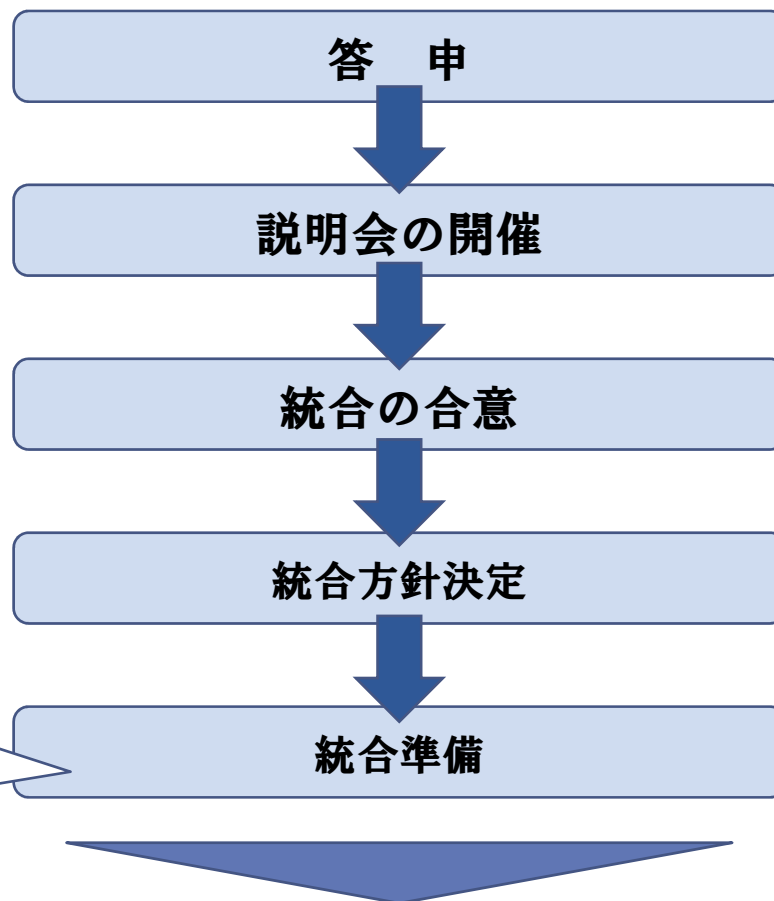 答　申
説明会の開催
統合の合意
統合方針決定
統合準備